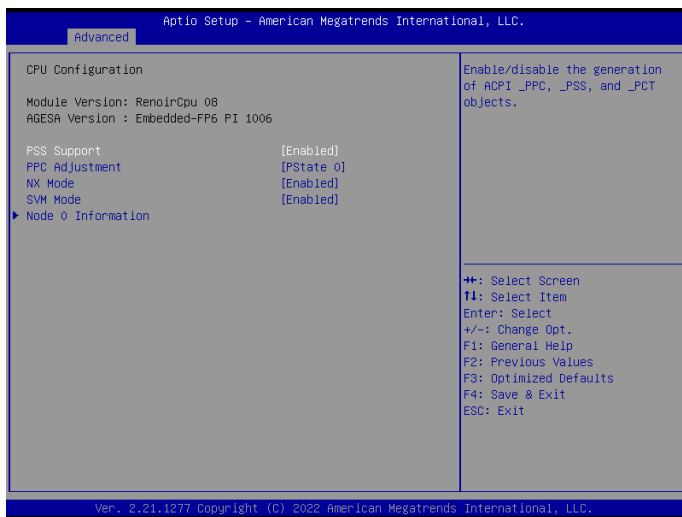 Aptio Setup – American Megatrends International, LLC.
Advanced
CPU Configuration
Module Version: RenoirCpu 08
AGESA Version : Embedded-FP6 PI 1006
PSS Support [Enabled]
PPC Adjustment [PState 0]
NX Mode [Enabled]
SVM Mode [Enabled]
Node 0 Information
Enable/disable the generation
of ACPI _PPC, _PSS, and _PCT
objects.
→←: Select Screen
↑↓: Select Item
Enter: Select
+/-: Change Opt.
F1: General Help
F2: Previous Values
F3: Optimized Defaults
F4: Save & Exit
ESC: Exit
Ver. 2.21.1277 Copyright (C) 2022 American Megatrends International, LLC.